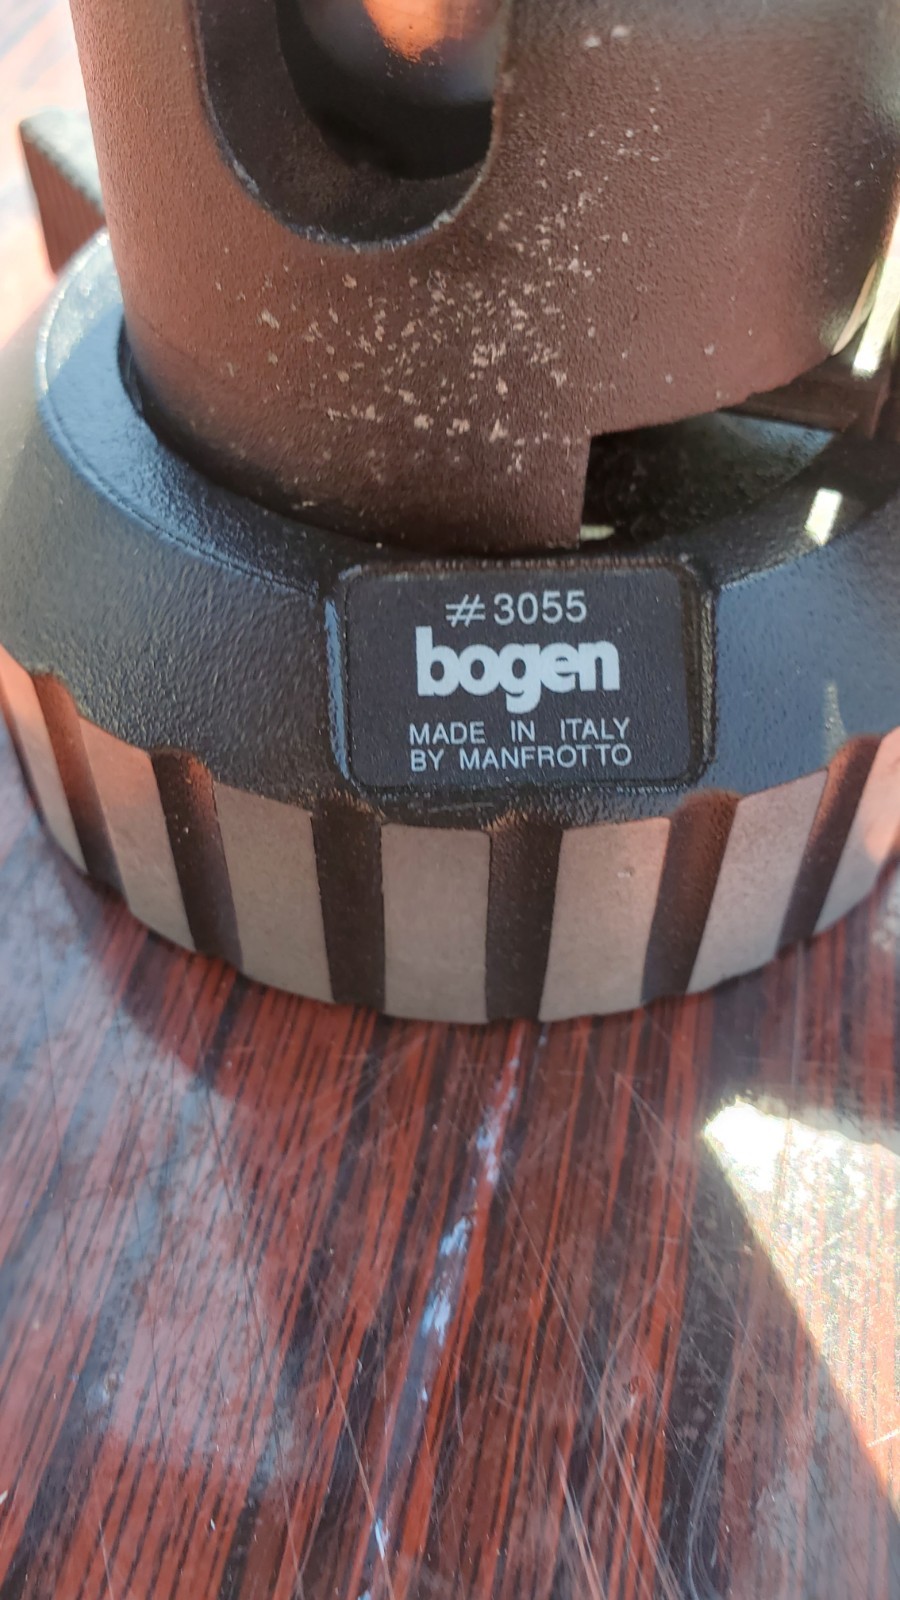 # 3055
bogen
MADE IN ITALY
BY MANFROTTO